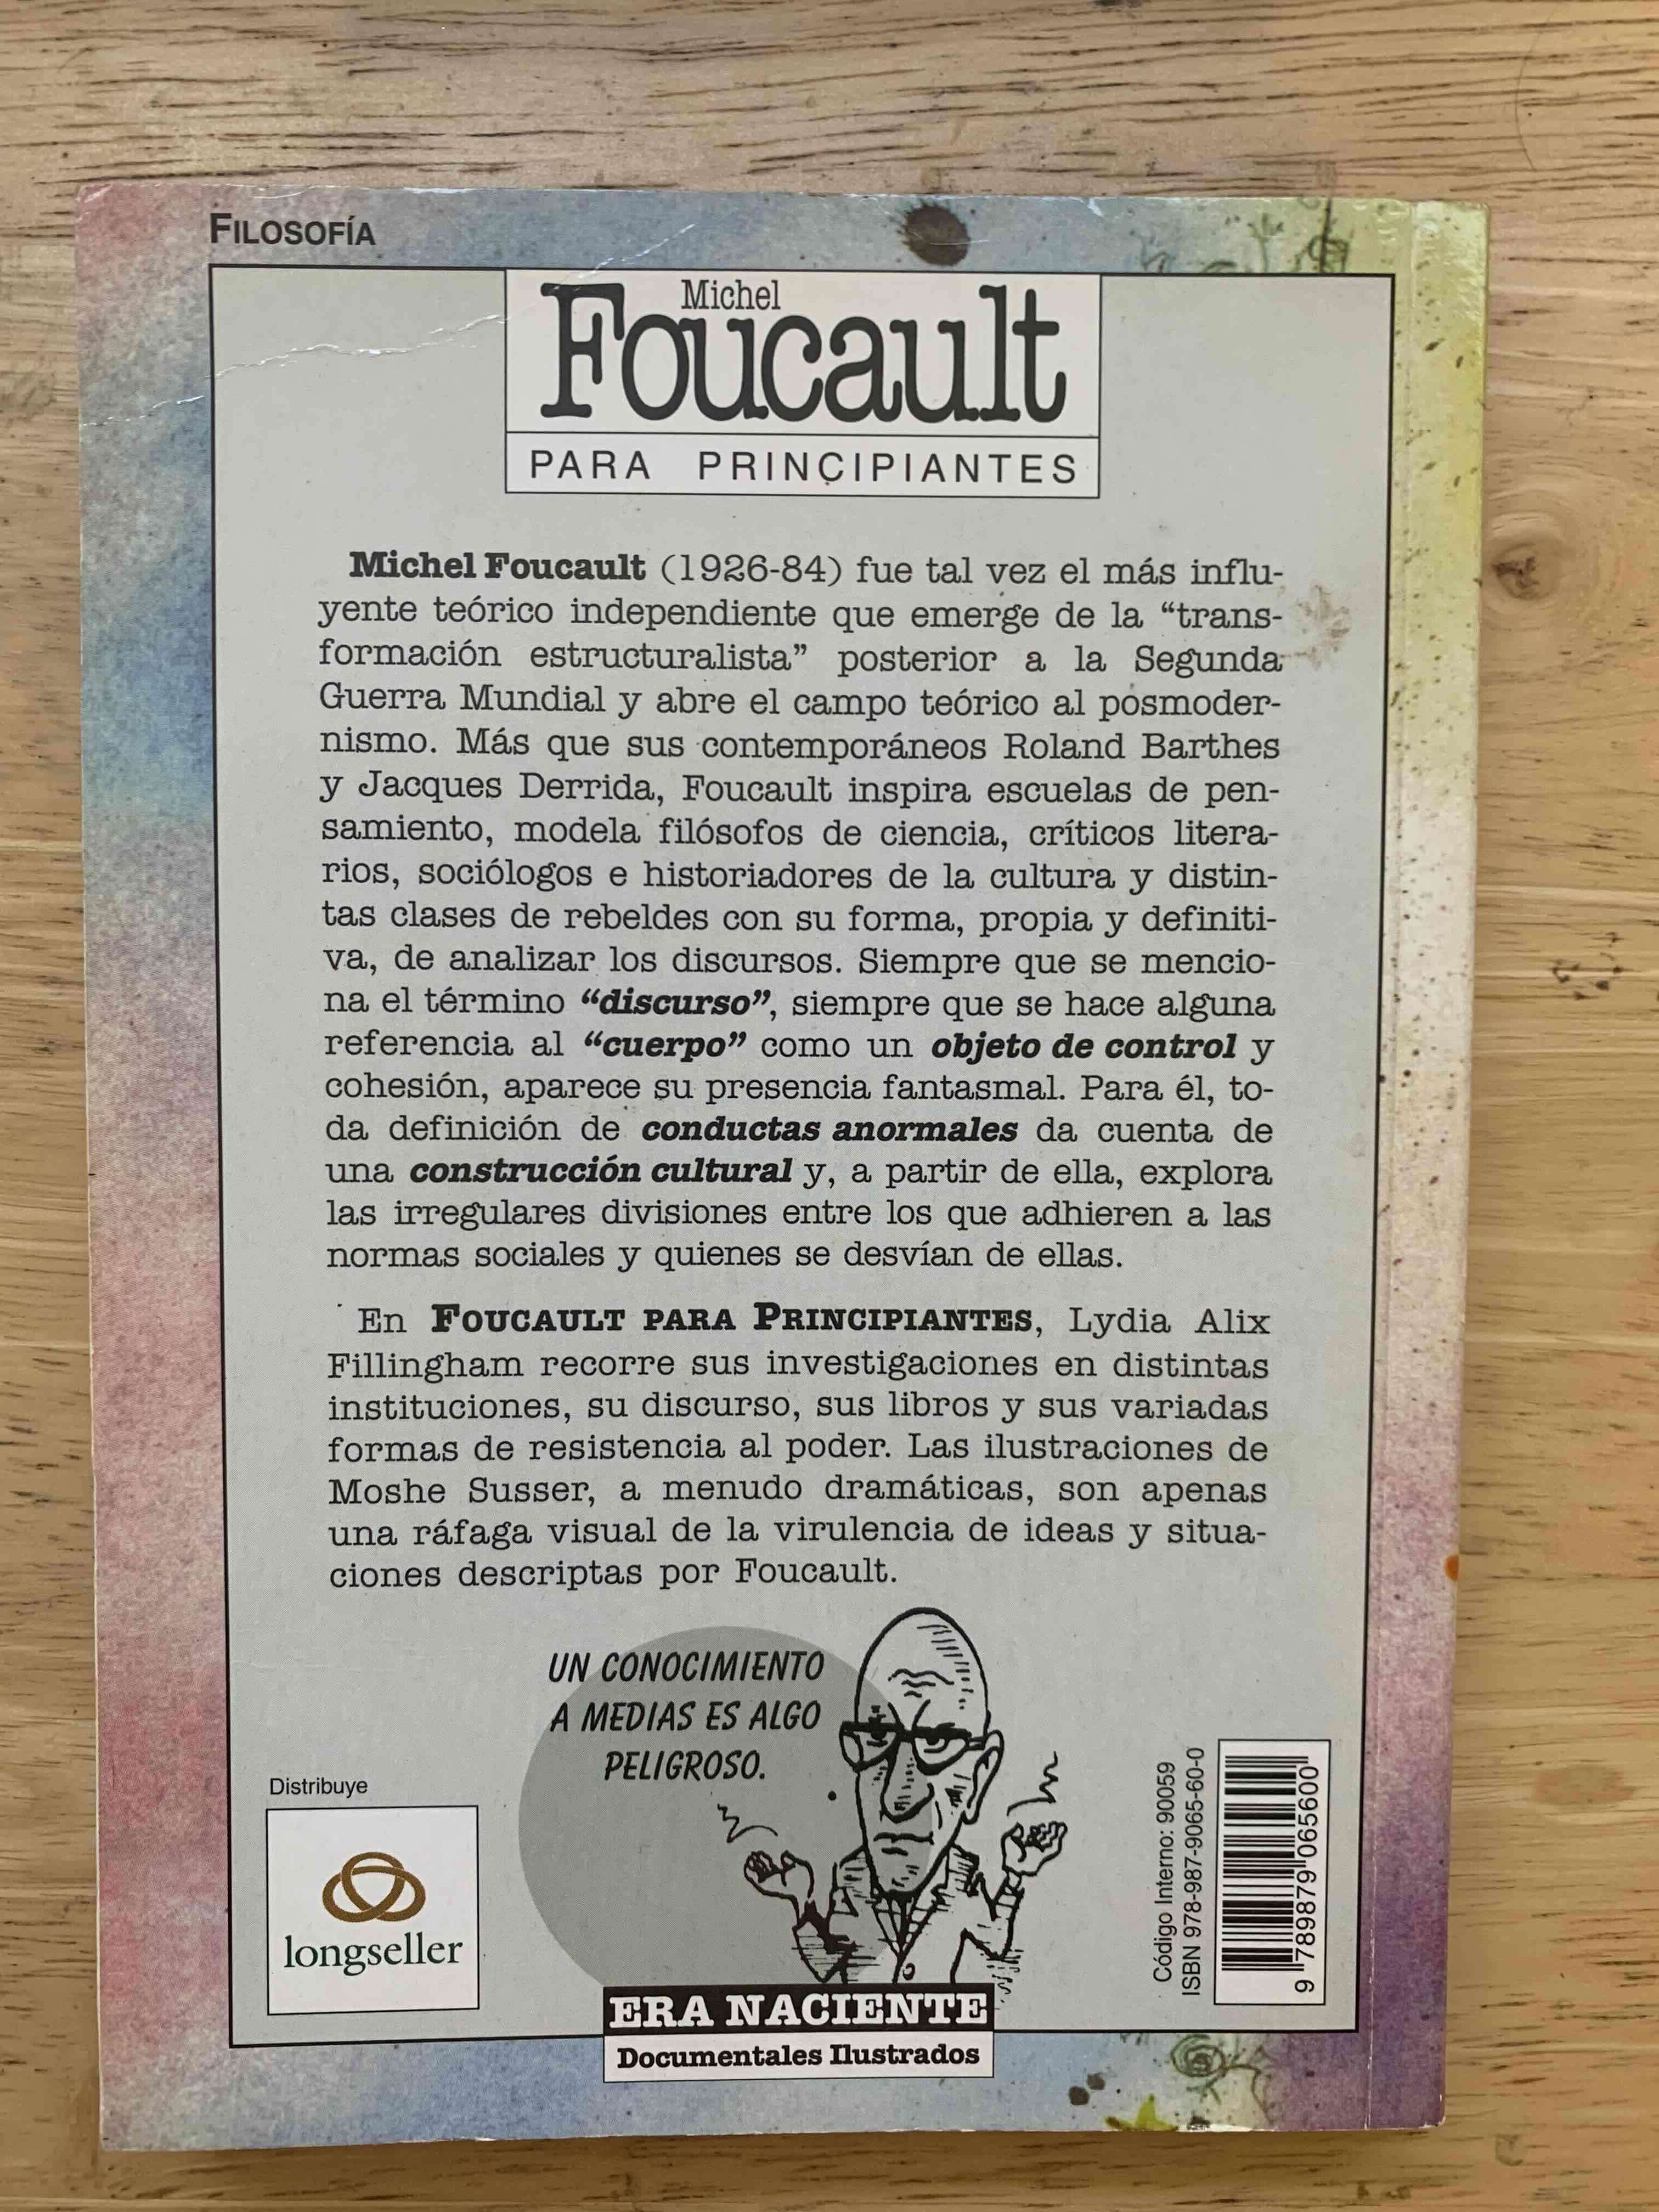 FILOSOFÍA
Michel
Foucault
PARA PRINCIPIANTES
Michel Foucault (1926-84) fue tal vez el más influ-
yente teórico independiente que emerge de la “trans-
formación estructuralista” posterior a la Segunda
Guerra Mundial y abre el campo teórico al posmoder-
nismo. Más que sus contemporáneos Roland Barthes
y Jacques Derrida, Foucault inspira escuelas de pen-
samiento, modela filósofos de ciencia, críticos litera-
rios, sociólogos e historiadores de la cultura y distin-
tas clases de rebeldes con su forma, propia y definiti-
va, de analizar los discursos. Siempre que se mencio-
na el término “discurso”, siempre que se hace alguna
referencia al “cuerpo” como un objeto de control y
cohesión, aparece su presencia fantasmal. Para él, to-
da definición de conductas anormales da cuenta de
una construcción cultural y, a partir de ella, explora
las irregulares divisiones entre los que adhieren a las
normas sociales y quienes se desvían de ellas.
En FOUCAULT PARA PRINCIPIANTES, Lydia Alix
Fillingham recorre sus investigaciones en distintas
instituciones, su discurso, sus libros y sus variadas
formas de resistencia al poder. Las ilustraciones de
Moshe Susser, a menudo dramáticas, son apenas
una ráfaga visual de la virulencia de ideas y situa-
ciones descriptas por Foucault.
UN CONOCIMIENTO
A MEDIAS ES ALGO
PELIGROSO.
Distribuye
longseller
Código Interno: 90059
ISBN 978-987-9065-60-0
9 789879 065600
ERA NACIENTE
Documentales Ilustrados